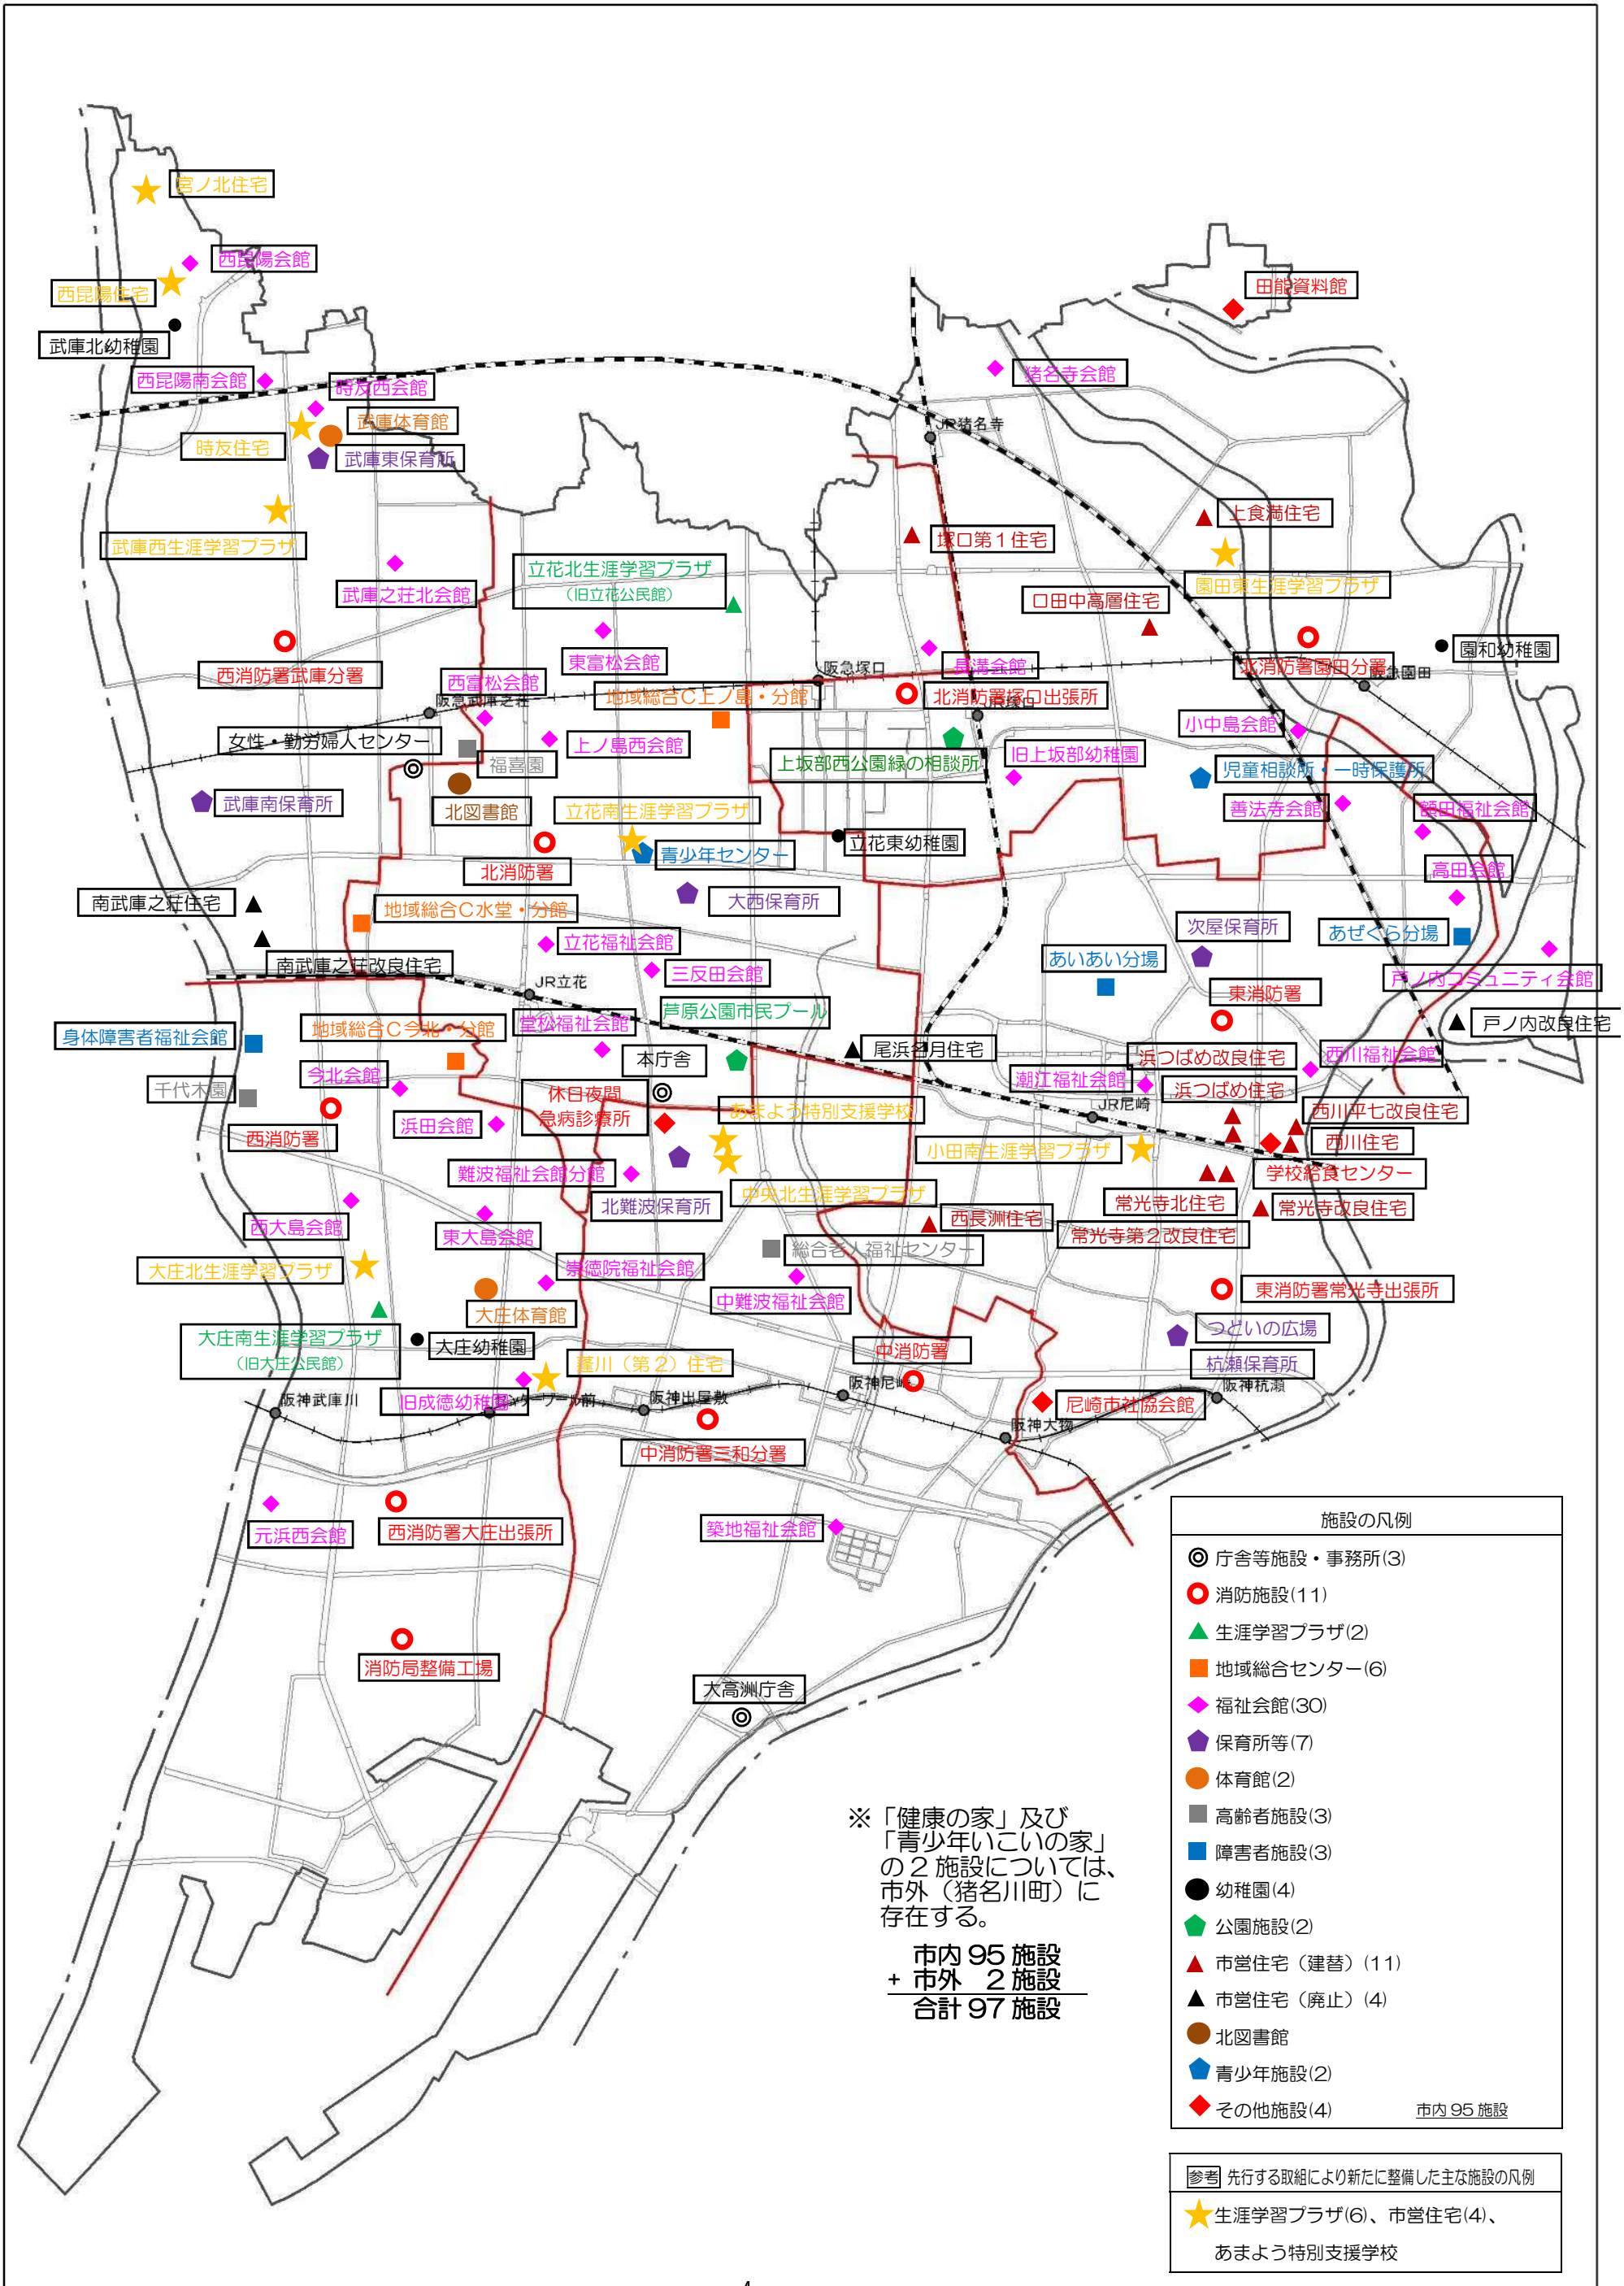 宮ノ北住宅
西昆陽会館
西昆陽住宅
武庫北幼稚園
田能資料館
西昆陽南会館
時友西会館
猪名寺会館
武庫体育館
時友住宅
武庫東保育所
JR猪名寺
武庫西生涯学習プラザ
塚口第1住宅
上食満住宅
立花北生涯学習プラザ
（旧立花公民館）
武庫之荘北会館
園田東生涯学習プラザ
口田中高層住宅
西消防署武庫分署
東富松会館
西富松会館
阪急塚口
長溝会館
北消防署園田分署
園和幼稚園
阪急園田
阪急武庫之荘
地域総合C上ノ島・分館
北消防署塚口出張所
JR塚口
小中島会館
女性・勤労婦人センター
上ノ島西会館
福喜園
上坂部西公園緑の相談所
旧上坂部幼稚園
児童相談所・一時保護所
武庫南保育所
北図書館
立花南生涯学習プラザ
善法寺会館
額田福祉会館
北消防署
青少年センター
立花東幼稚園
高田会館
南武庫之荘住宅
地域総合C水堂・分館
大西保育所
次屋保育所
あぜくら分場
立花福祉会館
南武庫之荘改良住宅
三反田会館
あいあい分場
戸ノ内コミュニティ会館
JR立花
芦原公園市民プール
東消防署
戸ノ内改良住宅
身体障害者福祉会館
地域総合C今北・分館
堂松福祉会館
本庁舎
尾浜名月住宅
浜つばめ改良住宅
西川福祉会館
千代木園
今北会館
休日夜間
急病診療所
潮江福祉会館
浜つばめ住宅
JR尼崎
西川平七改良住宅
西消防署
浜田会館
あまよう特別支援学校
小田南生涯学習プラザ
西川住宅
難波福祉会館分館
学校給食センター
北難波保育所
中央北生涯学習プラザ
常光寺北住宅
常光寺改良住宅
西大島会館
東大島会館
西長洲住宅
常光寺第2改良住宅
大庄北生涯学習プラザ
崇徳院福祉会館
総合老人福祉センター
中難波福祉会館
東消防署常光寺出張所
大庄体育館
大庄南生涯学習プラザ
（旧大庄公民館）
大庄幼稚園
つどいの広場
中消防署
蓬川（第2）住宅
杭瀬保育所
阪神武庫川
旧成徳幼稚園
阪神出屋敷
阪神尼崎
尼崎市社協会館
阪神杭瀬
阪神大物
中消防署三和分署
元浜西会館
西消防署大庄出張所
築地福祉会館
消防局整備工場
大高洲庁舎
※「健康の家」及び
「青少年いこいの家」
の2施設については、
市外（猪名川町）に
存在する。
市内 95 施設
+ 市外 2 施設
合計 97 施設
施設の凡例
庁舎等施設・事務所(3)
消防施設(11)
生涯学習プラザ(2)
地域総合センター(6)
福祉会館(30)
保育所等(7)
体育館(2)
高齢者施設(3)
障害者施設(3)
幼稚園(4)
公園施設(2)
市営住宅（建替）(11)
市営住宅（廃止）(4)
北図書館
青少年施設(2)
その他施設(4)
市内 95 施設
参考 先行する取組により新たに整備した主な施設の凡例
生涯学習プラザ(6)、市営住宅(4)、
あまよう特別支援学校